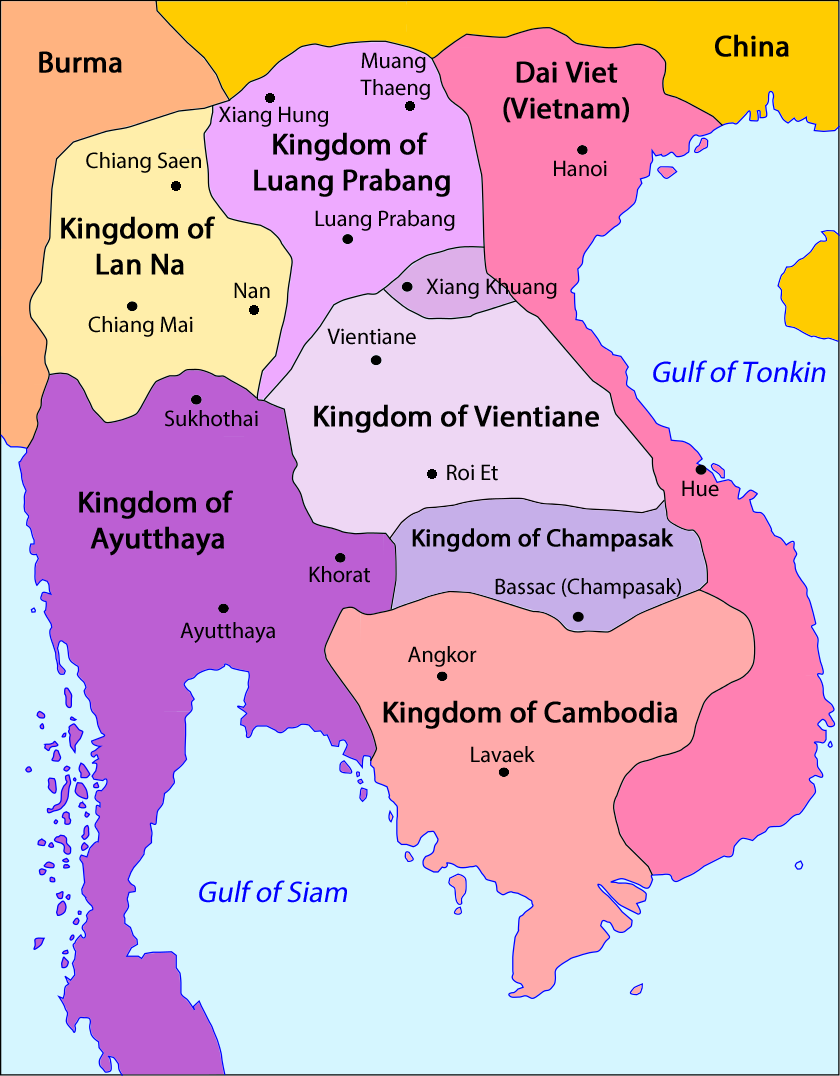 Burma
China
Muang
Thaeng
Dai Viet
(Vietnam)
Xiang Hung
Kingdom of
Luang Prabang
Hanoi
Chiang Saen
Luang Prabang
Kingdom of
Lan Na
Nan
Xiang Khuang
Chiang Mai
Vientiane
Gulf of Tonkin
Sukhothai
Kingdom of Vientiane
Roi Et
Hue
Kingdom of
Ayutthaya
Kingdom of Champasak
Khorat
Bassac (Champasak)
Ayutthaya
Angkor
Kingdom of Cambodia
Lavaek
Gulf of Siam